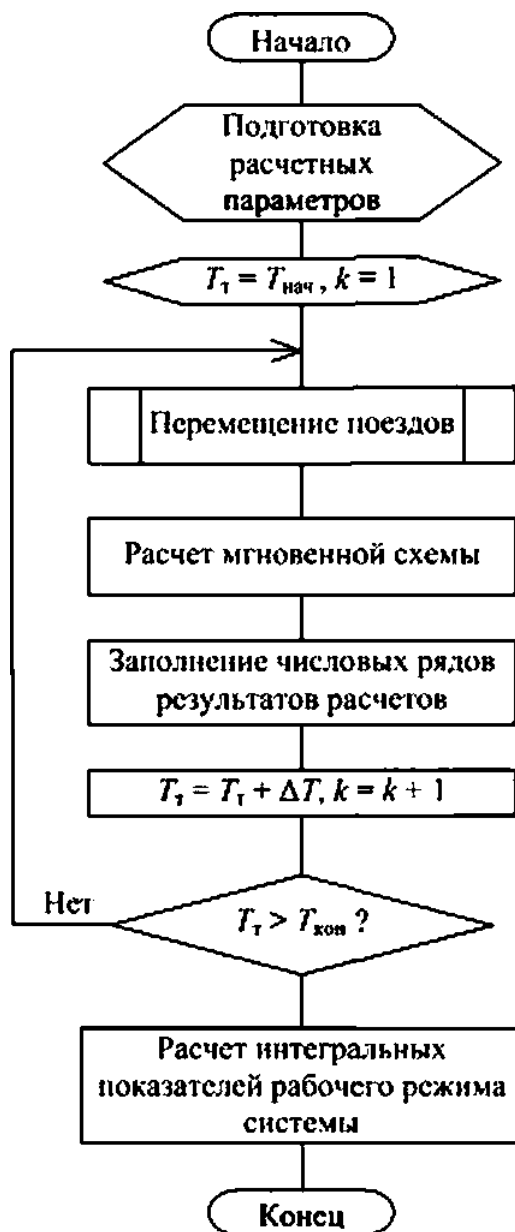 Начало
Подготовка
расчетных
параметров
Tт = Tнач , k = 1
Перемещение поездов
Расчет мгновенной схемы
Заполнение числовых рядов
результатов расчетов
Tт = Tт + ΔT, k = k + 1
Нет
Tт > Tкон ?
Расчет интегральных
показателей рабочего режима
системы
Конец